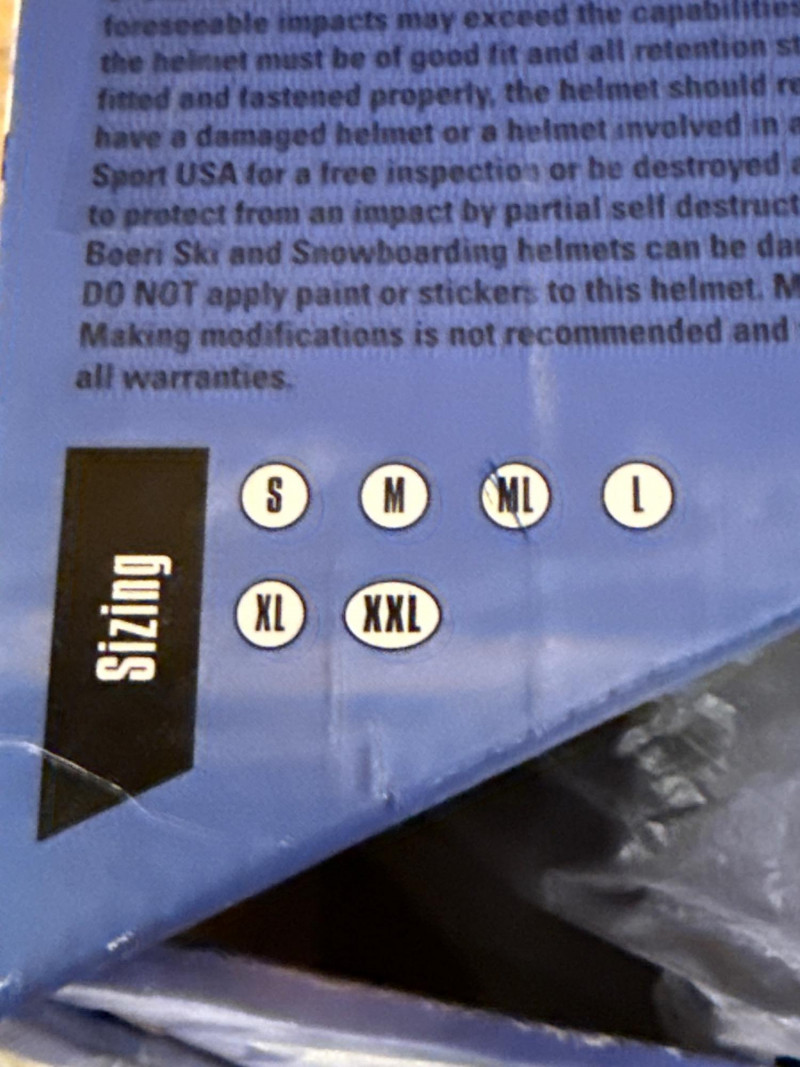 foreseeable impacts may exceed the capabilities
the helmet must be of good fit and all retention
fitted and fastened properly, the helmet should
have a damaged helmet or a helmet involved in
Sport USA for a free inspection or be destroyed
to protect from an impact by partial self
Boeri Ski and Snowboarding helmets can be
DO NOT apply paint or stickers to this helmet.
Making modifications is not recommended and
all warranties.
Sizing
S M ML L
XL XXL